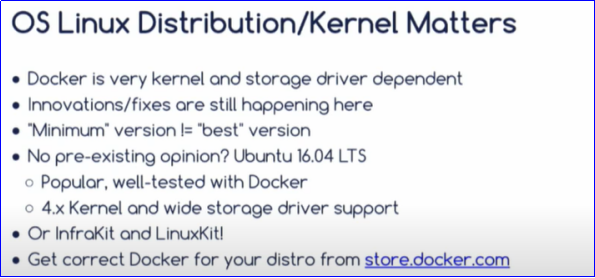 OS Linux Distribution/Kernel Matters
• Docker is very kernel and storage driver dependent
• Innovations/fixes are still happening here
• "Minimum" version != "best" version
• No pre-existing opinion? Ubuntu 16.04 LTS
○ Popular, well-tested with Docker
○ 4.x Kernel and wide storage driver support
• Or InfraKit and LinuxKit!
• Get correct Docker for your distro from store.docker.com